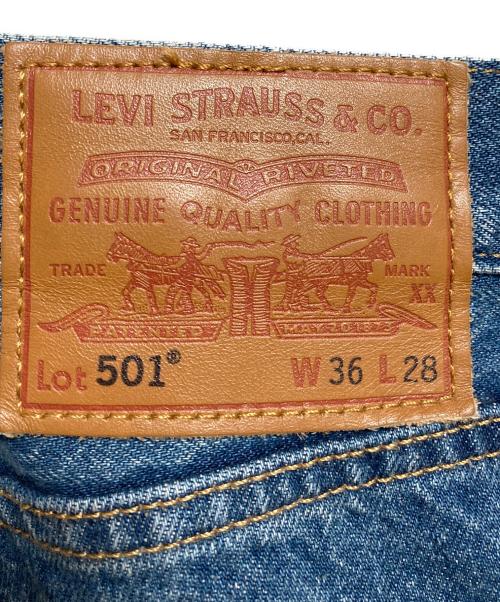 LEVI STRAUSS & CO.
SAN FRANCISCO, CAL.
ORIGINAL RIVETED
GENUINE QUALITY CLOTHING
TRADE MARK
XX
PATENTED MAY 20 1873
Lot 501® W 36 L 28